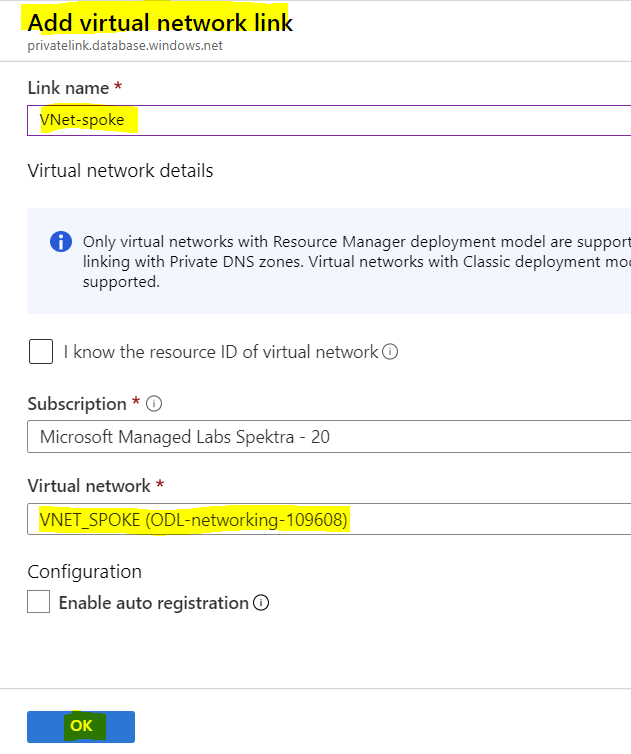 Add virtual network link
privatelink.database.windows.net
Link name *
VNet-spoke
Virtual network details
Only virtual networks with Resource Manager deployment model are support
linking with Private DNS zones. Virtual networks with Classic deployment mo
supported.
I know the resource ID of virtual network
Subscription *
Microsoft Managed Labs Spektra - 20
Virtual network *
VNET_SPOKE (ODL-networking-109608)
Configuration
Enable auto registration
OK